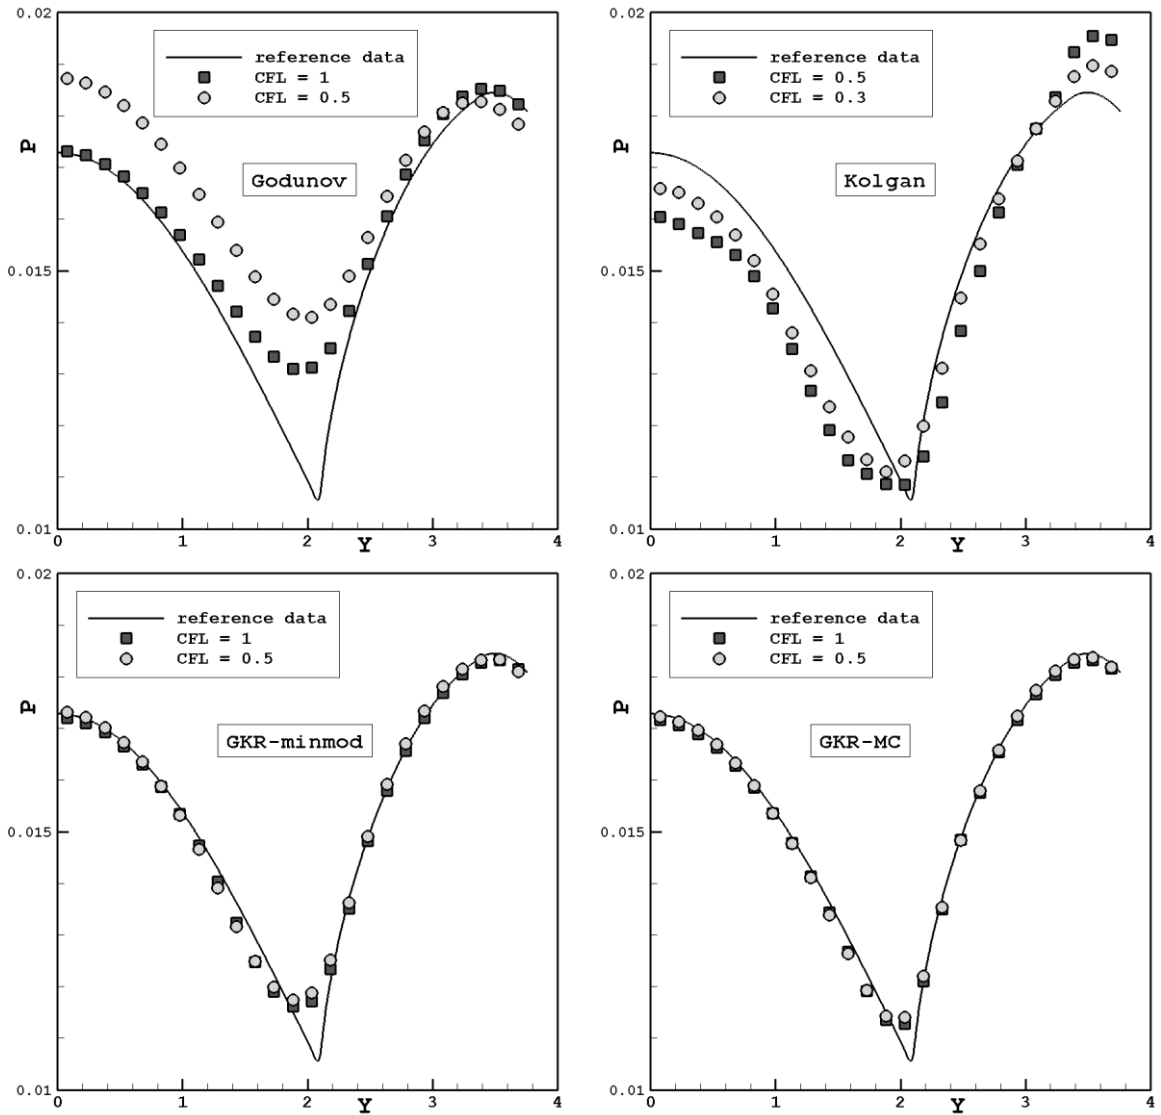 0.02
reference data
CFL = 1
CFL = 0.5
p
Godunov
0.015
0.01
0 1 2 3 4
Y
0.02
reference data
CFL = 0.5
CFL = 0.3
p
Kolgan
0.015
0.01
0 1 2 3 4
Y
0.02
reference data
CFL = 1
CFL = 0.5
p
GKR-minmod
0.015
0.01
0 1 2 3 4
Y
0.02
reference data
CFL = 1
CFL = 0.5
p
GKR-MC
0.015
0.01
0 1 2 3 4
Y